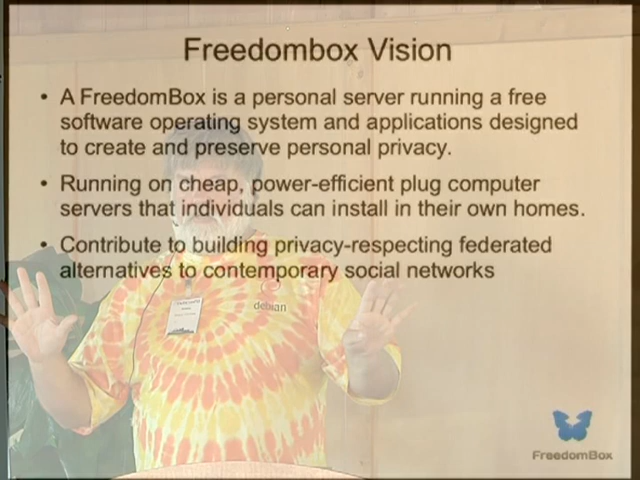 Freedombox Vision
• A FreedomBox is a personal server running a free
software operating system and applications designed
to create and preserve personal privacy.
• Running on cheap, power-efficient plug computer
servers that individuals can install in their own homes.
• Contribute to building privacy-respecting federated
alternatives to contemporary social networks
debian
FreedomBox